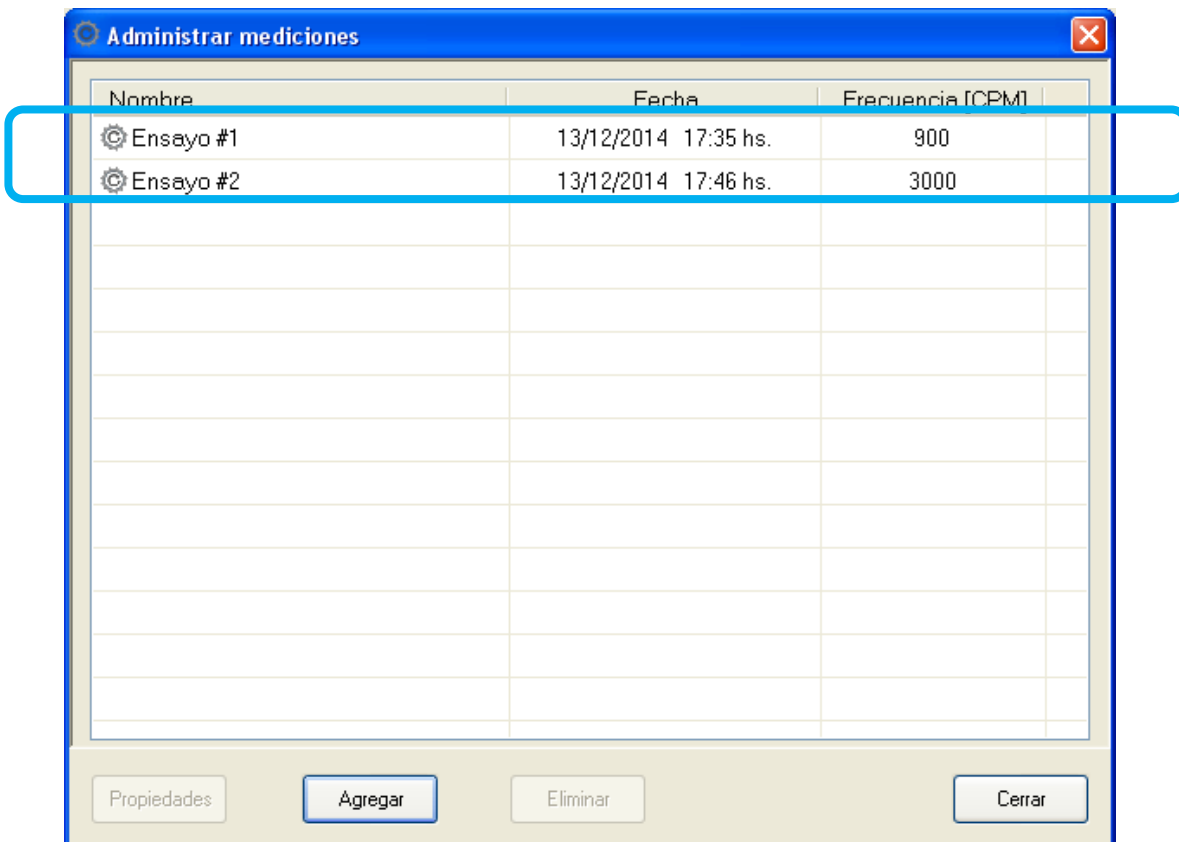 Administrar mediciones
Nombre Fecha Frecuencia [CPM]
Ensayo #1 13/12/2014 17:35 hs. 900
Ensayo #2 13/12/2014 17:46 hs. 3000
Propiedades Agregar Eliminar Cerrar